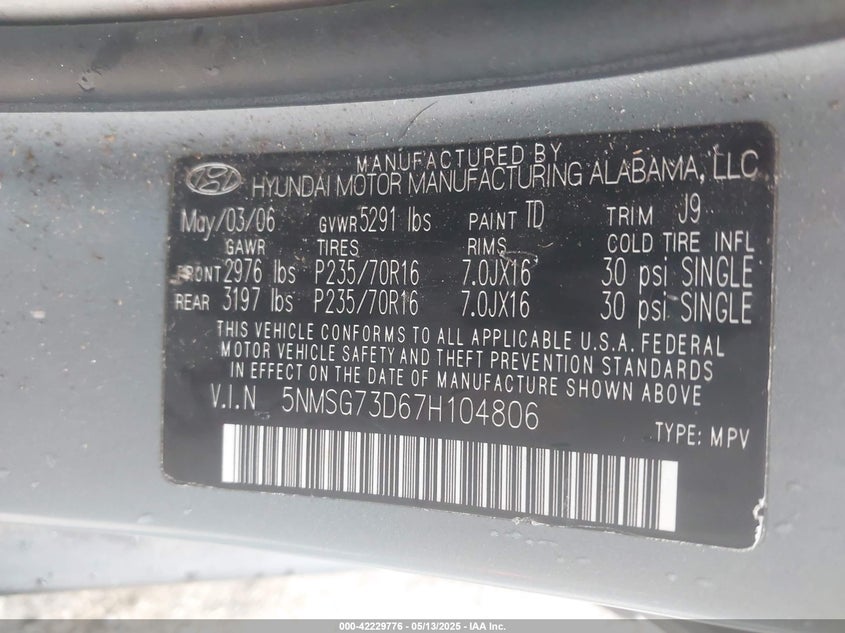 MANUFACTURED BY
HYUNDAI MOTOR MANUFACTURING ALABAMA, LLC
May/03/06 GVWR 5291 lbs PAINT TD TRIM J9
GAWR TIRES RIMS COLD TIRE INFL
FRONT 2976 lbs P235/70R16 7.0JX16 30 psi SINGLE
REAR 3197 lbs P235/70R16 7.0JX16 30 psi SINGLE
THIS VEHICLE CONFORMS TO ALL APPLICABLE U.S.A. FEDERAL
MOTOR VEHICLE SAFETY AND THEFT PREVENTION STANDARDS
IN EFFECT ON THE DATE OF MANUFACTURE SHOWN ABOVE
V.I.N 5NMSG73D67H104806
TYPE: MPV
000-42229776 - 05/13/2025 - IAA Inc.